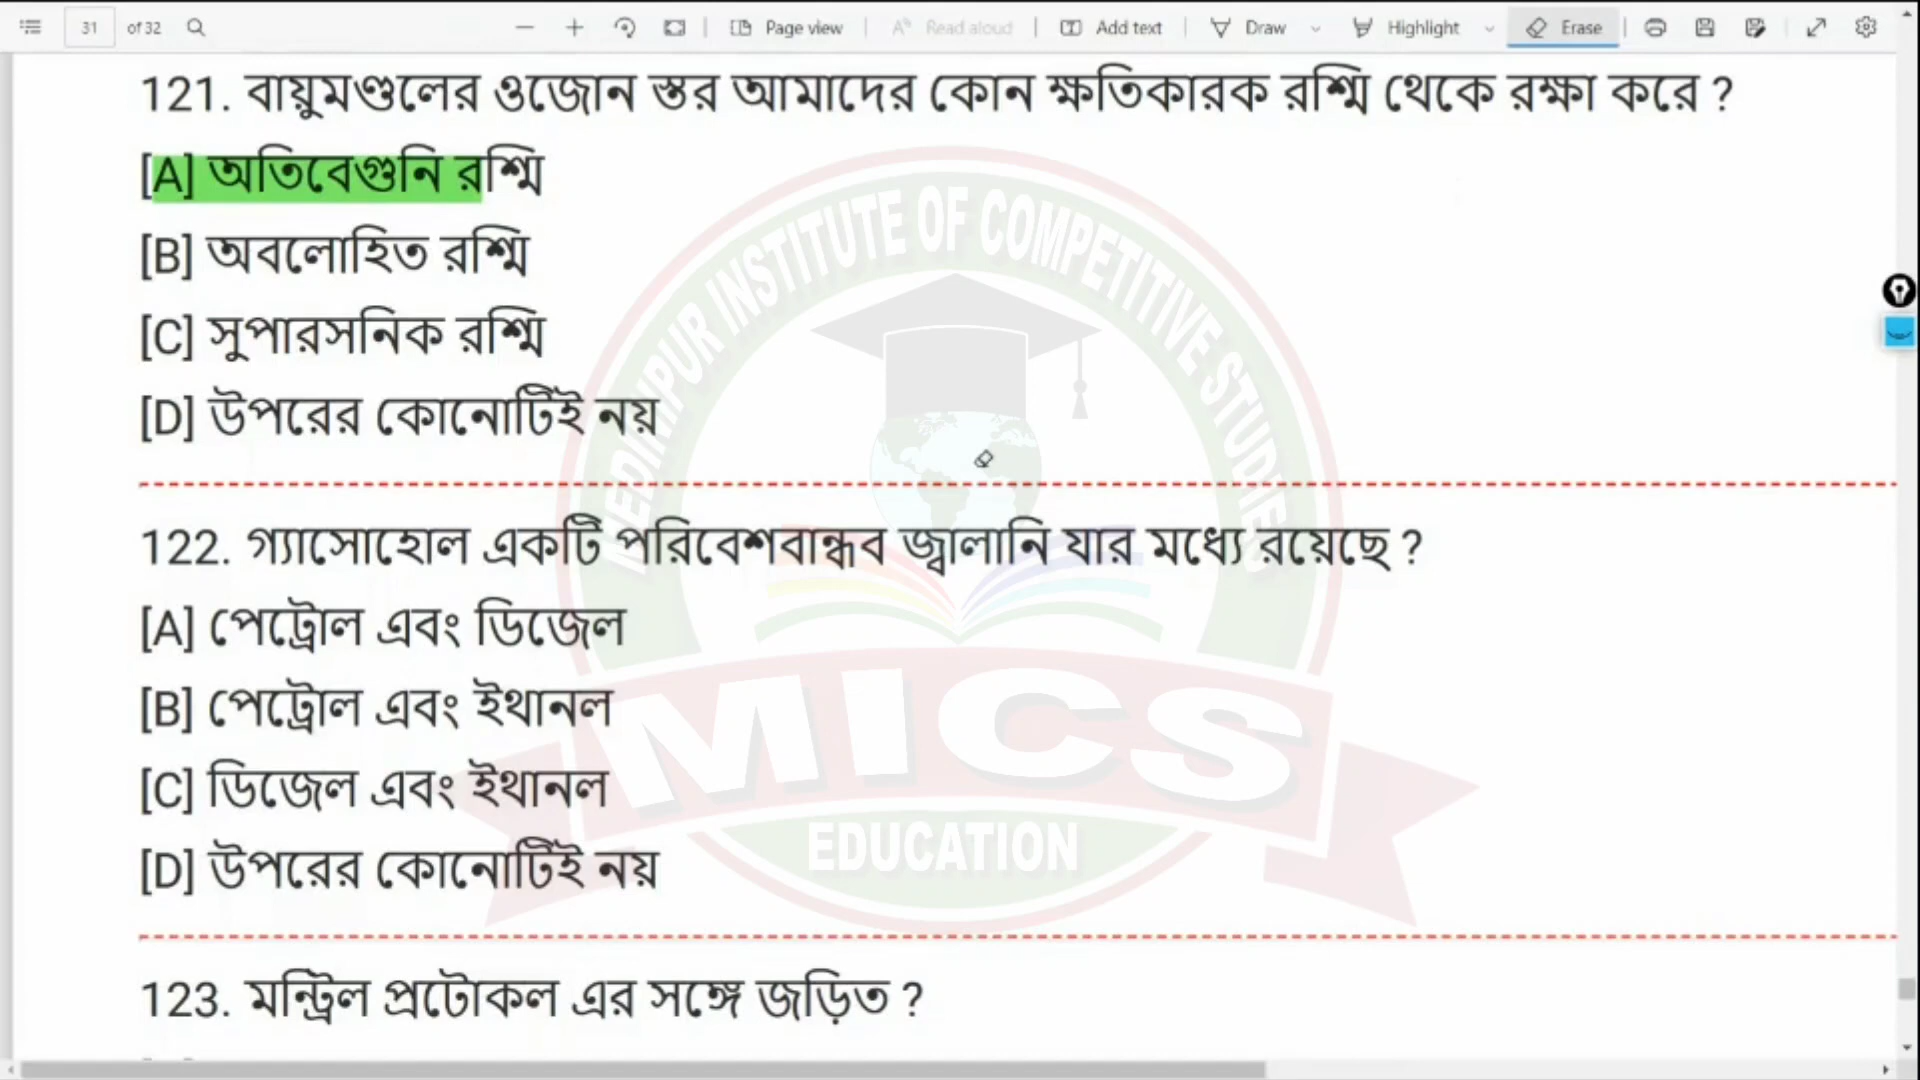 31 of 32 Page view Read aloud Add text Draw Highlight Erase
121. বায়ুমণ্ডলের ওজোন স্তর আমাদের কোন ক্ষতিকারক রশ্মি থেকে রক্ষা করে ?
[A] অতিবেগুনি রশ্মি
[B] অবলোহিত রশ্মি
[C] সুপারসনিক রশ্মি
[D] উপরের কোনোটিই নয়
122. গ্যাসোহোল একটি পরিবেশবান্ধব জ্বালানি যার মধ্যে রয়েছে ?
[A] পেট্রোল এবং ডিজেল
[B] পেট্রোল এবং ইথানল
[C] ডিজেল এবং ইথানল
[D] উপরের কোনোটিই নয়
123. মন্ট্রিল প্রটোকল এর সঙ্গে জড়িত ?
MEDINIPUR INSTITUTE OF COMPETITIVE STUDIES
MICS
EDUCATION